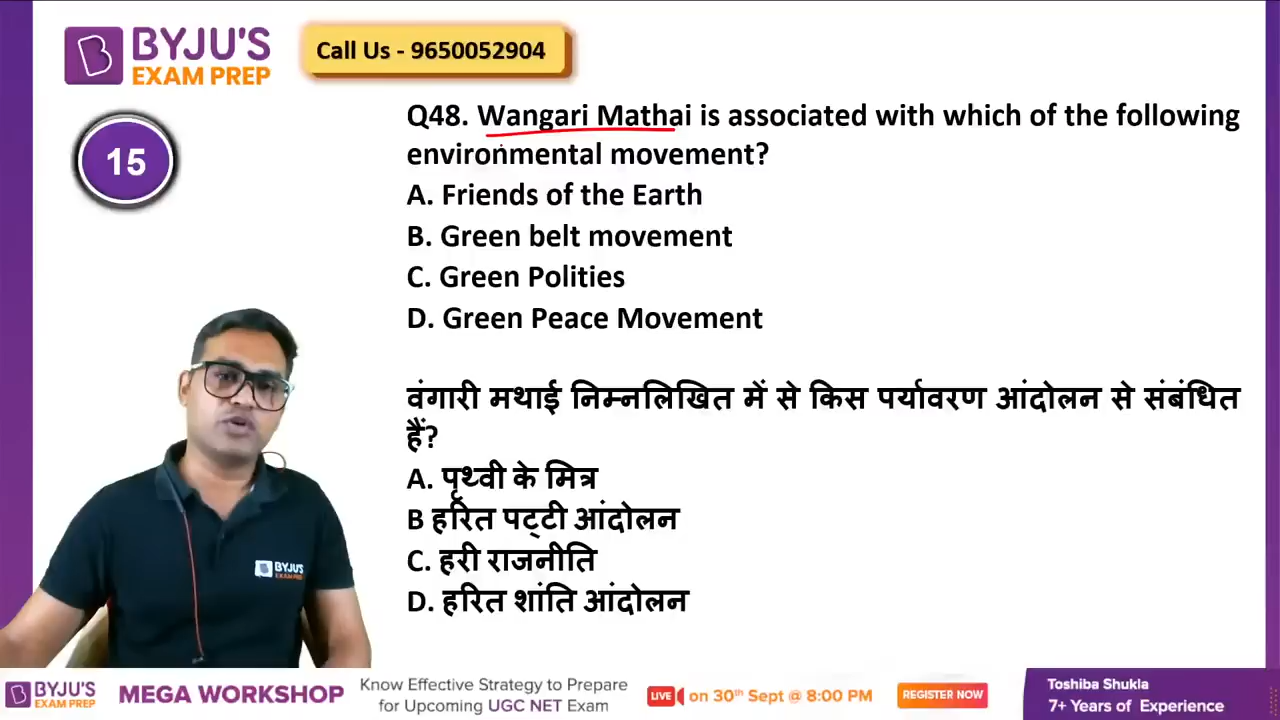 BYJU'S
EXAM PREP
Call Us - 9650052904
15
Q48. Wangari Mathai is associated with which of the following
environmental movement?
A. Friends of the Earth
B. Green belt movement
C. Green Polities
D. Green Peace Movement
वंगारी मथाई निम्नलिखित में से किस पर्यावरण आंदोलन से संबंधित
हैं?
A. पृथ्वी के मित्र
B हरित पट्टी आंदोलन
C. हरी राजनीति
D. हरित शांति आंदोलन
BYJU'S
EXAM PREP
BYJU'S
EXAM PREP
MEGA WORKSHOP
Know Effective Strategy to Prepare
for Upcoming UGC NET Exam
LIVE on 30th Sept @ 8:00 PM
REGISTER NOW
Toshiba Shukla
7+ Years of Experience